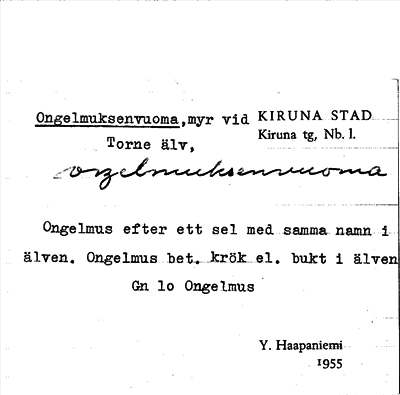 Ongelmuksenvuoma, myr vid KIRUNA STAD
Torne älv, Kiruna tg, Nb. l.
ongelmuksenvuoma
Ongelmus efter ett sel med samma namn i
älven. Ongelmus bet. krök el. bukt i älven
Gn lo Ongelmus
Y. Haapaniemi
1955